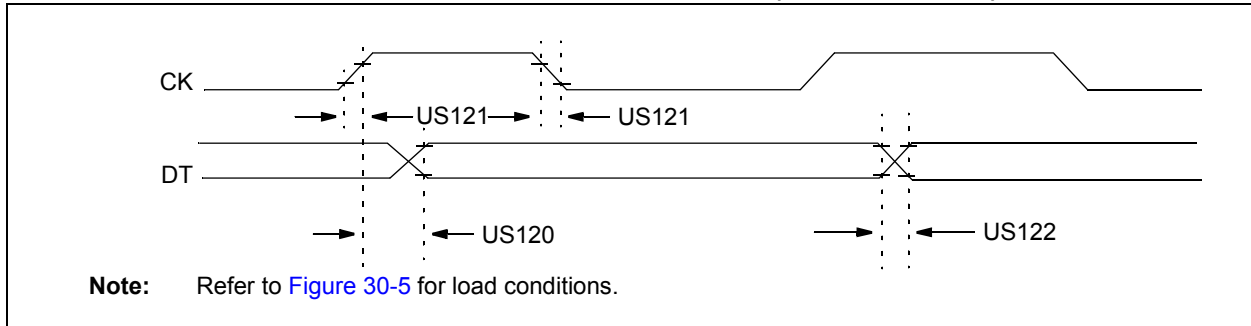 CK
US121
US121
DT
US120
US122
Note: Refer to Figure 30-5 for load conditions.